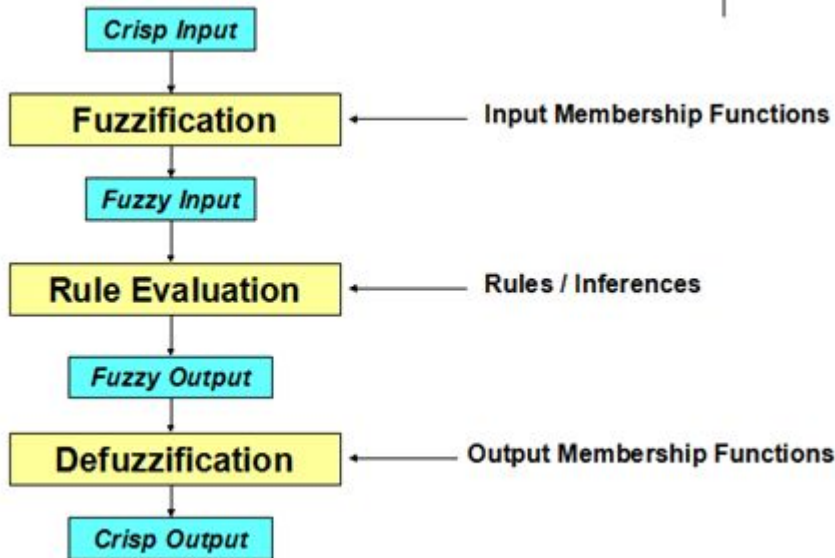 Crisp Input
Fuzzification
Input Membership Functions
Fuzzy Input
Rule Evaluation
Rules / Inferences
Fuzzy Output
Defuzzification
Output Membership Functions
Crisp Output